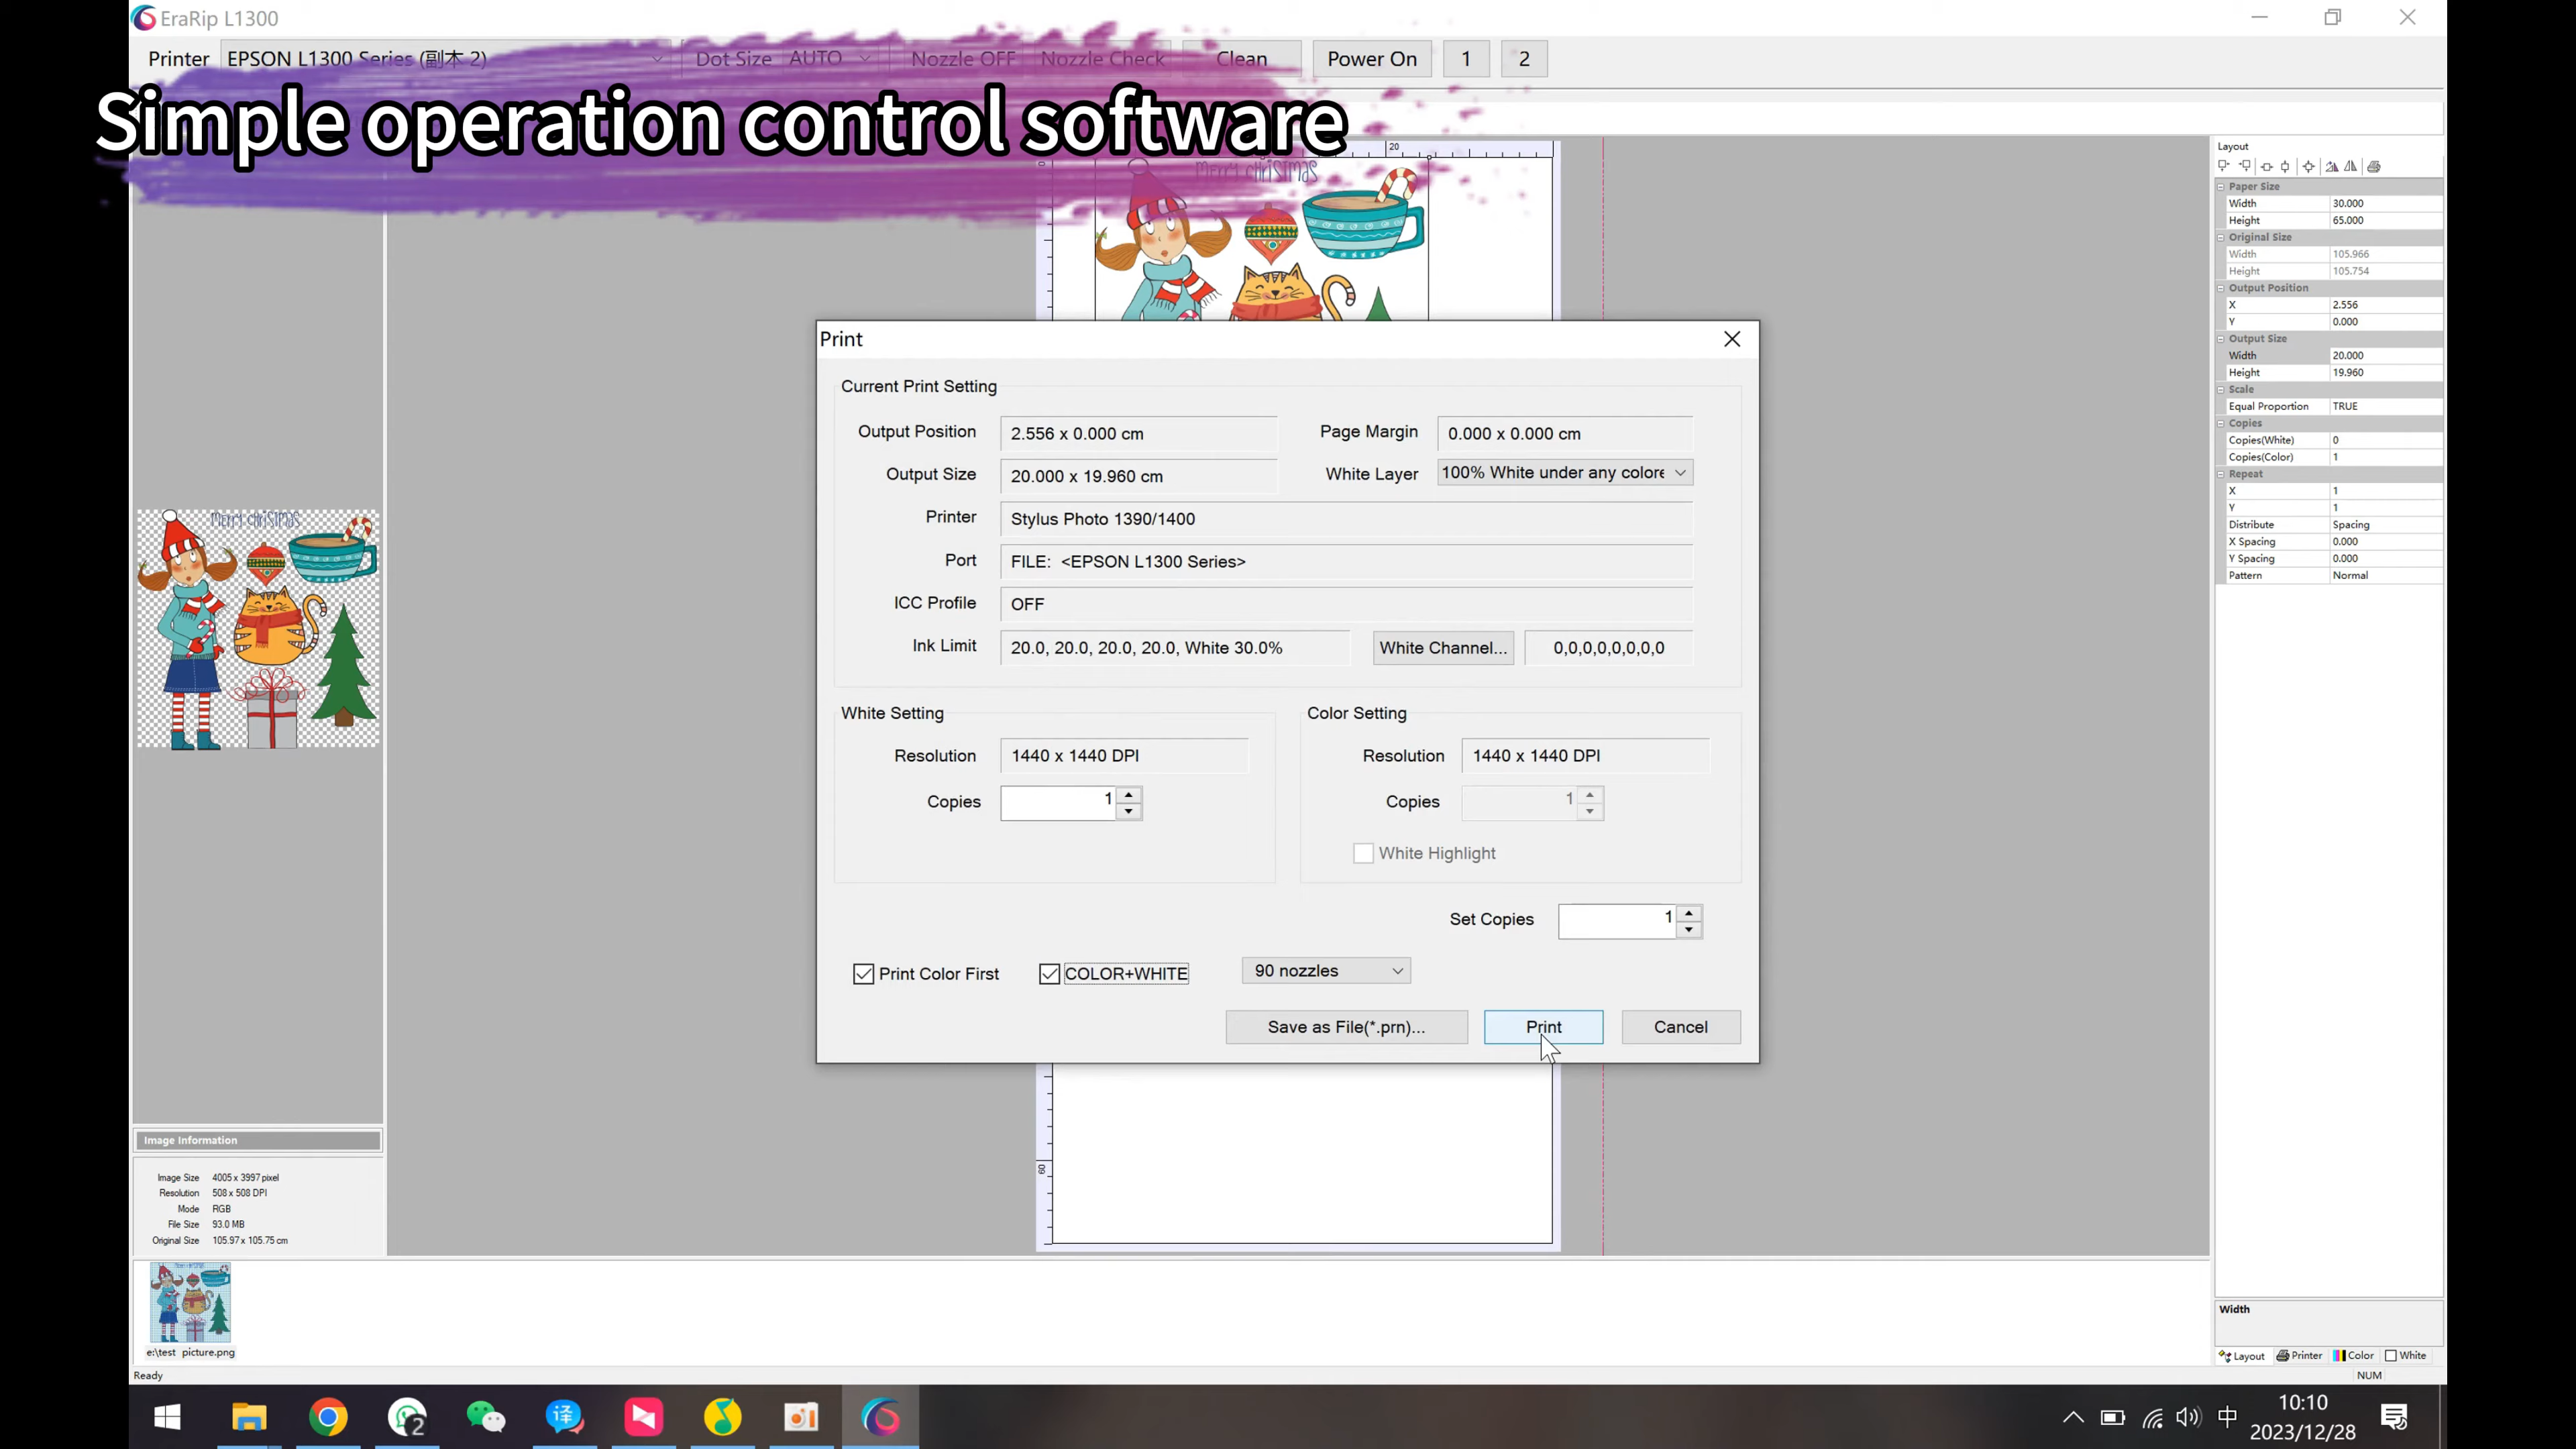 EraRip L1300
Printer EPSON L1300 Series (副本 2) Dot Size AUTO Nozzle OFF Nozzle Check Clean Power On 1 2
Simple operation control software
20
Merry christmas
Layout
Paper Size
Width 30.000
Height 65.000
Original Size
Width 105.966
Height 105.754
Output Position
X 2.556
Y 0.000
Output Size
Width 20.000
Height 19.960
Scale
Equal Proportion TRUE
Copies
Copies(White) 0
Copies(Color) 1
Repeat
X 1
Y 1
Distribute Spacing
X Spacing 0.000
Y Spacing 0.000
Pattern Normal
Print
Current Print Setting
Output Position 2.556 x 0.000 cm Page Margin 0.000 x 0.000 cm
Output Size 20.000 x 19.960 cm White Layer 100% White under any colore
Printer Stylus Photo 1390/1400
Port FILE: <EPSON L1300 Series>
ICC Profile OFF
Ink Limit 20.0, 20.0, 20.0, 20.0, White 30.0% White Channel... 0,0,0,0,0,0,0,0
White Setting Color Setting
Resolution 1440 x 1440 DPI Resolution 1440 x 1440 DPI
Copies 1 Copies 1
White Highlight
Set Copies 1
Print Color First COLOR+WHITE 90 nozzles
Save as File(*.prn)... Print Cancel
Merry christmas
60
Image Information
Image Size 4005 x 3997 pixel
Resolution 508 x 508 DPI
Mode RGB
File Size 93.0 MB
Original Size 105.97 x 105.75 cm
e:\test picture.png
Width
Layout Printer Color White
Ready NUM
2
译
中
10:10
2023/12/28